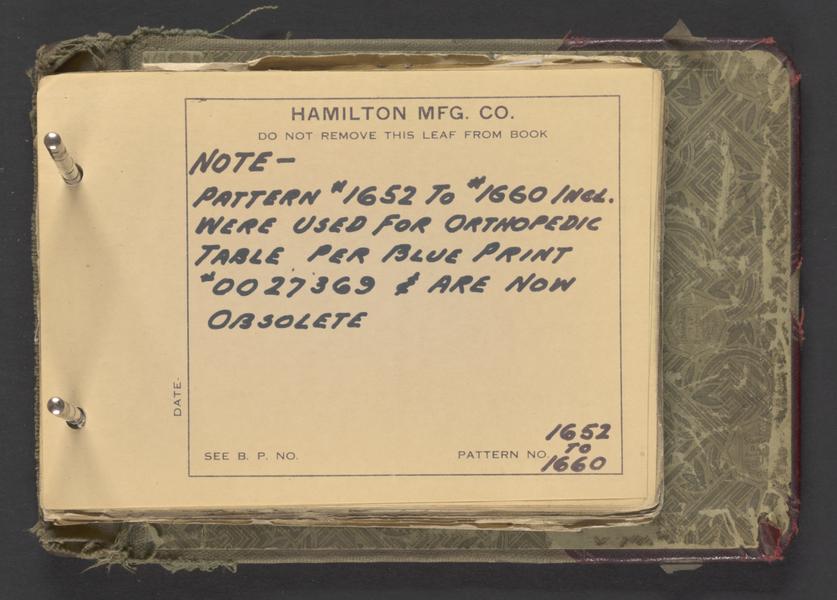 HAMILTON MFG. CO.
DO NOT REMOVE THIS LEAF FROM BOOK
NOTE-
PATTERN #1652 TO #1660 INCL.
WERE USED FOR ORTHOPEDIC
TABLE PER BLUE PRINT
#0027369 & ARE NOW
OBSOLETE
DATE-
SEE B. P. NO.
PATTERN NO. 1652
TO
1660